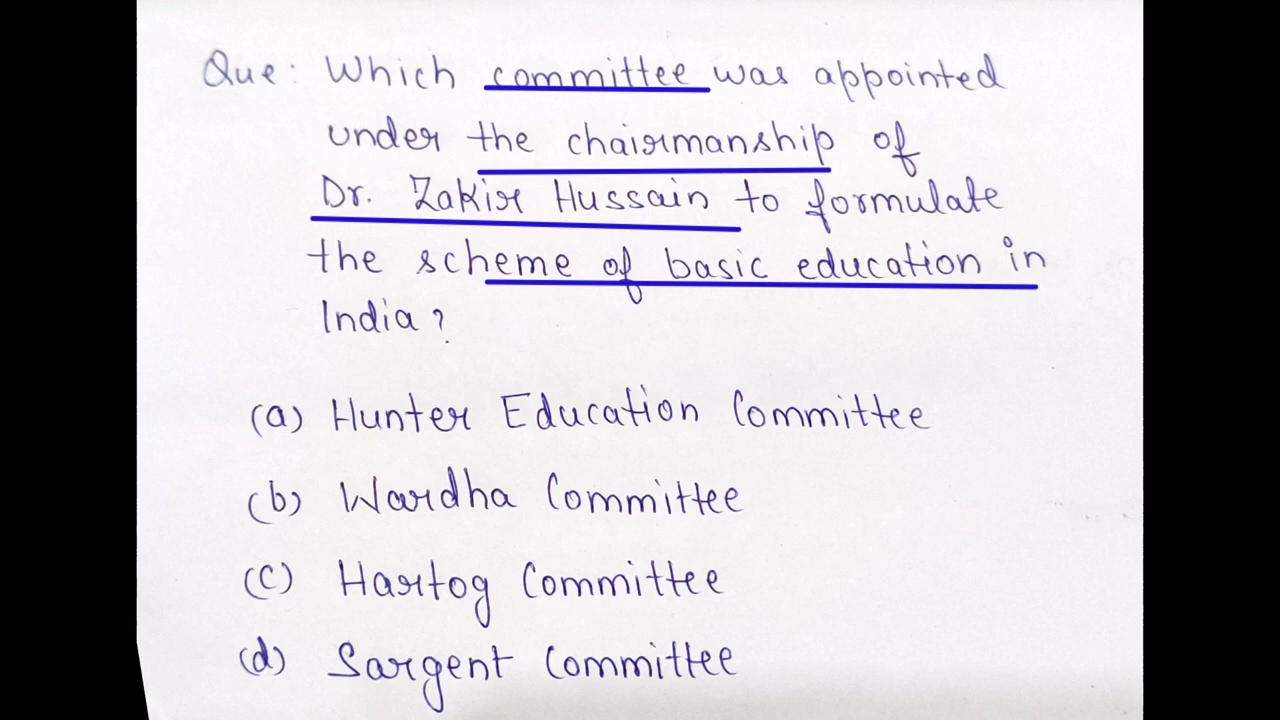 Que: Which committee was appointed
under the chairmanship of
Dr. Zakir Hussain to formulate
the scheme of basic education in
India?
(a) Hunter Education Committee
(b) Wardha Committee
(c) Hartog Committee
(d) Sargent Committee